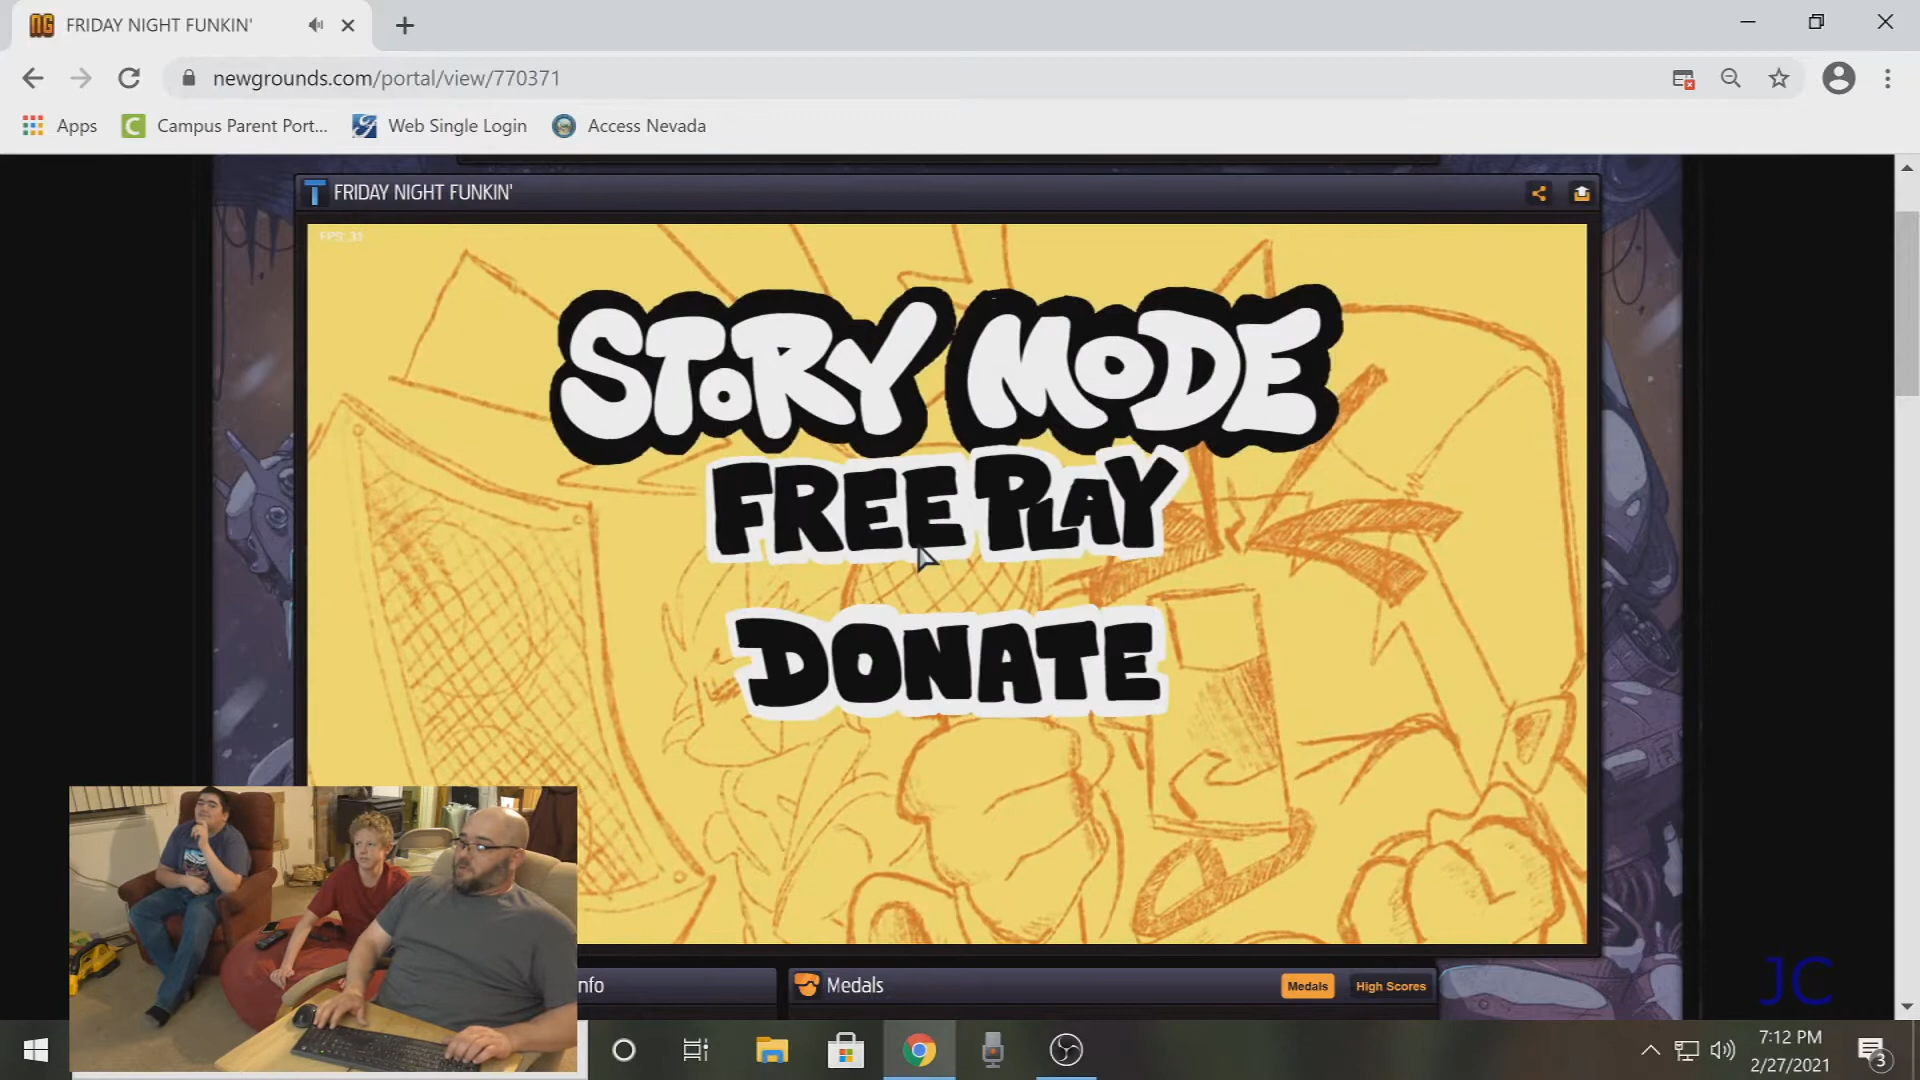 FRIDAY NIGHT FUNKIN'
newgrounds.com/portal/view/770371
Apps
Campus Parent Port...
Web Single Login
Access Nevada
FRIDAY NIGHT FUNKIN'
FPS: 31
STORY MODE
FREE PLAY
DONATE
nfo
Medals
Medals
High Scores
JC
7:12 PM
2/27/2021
3